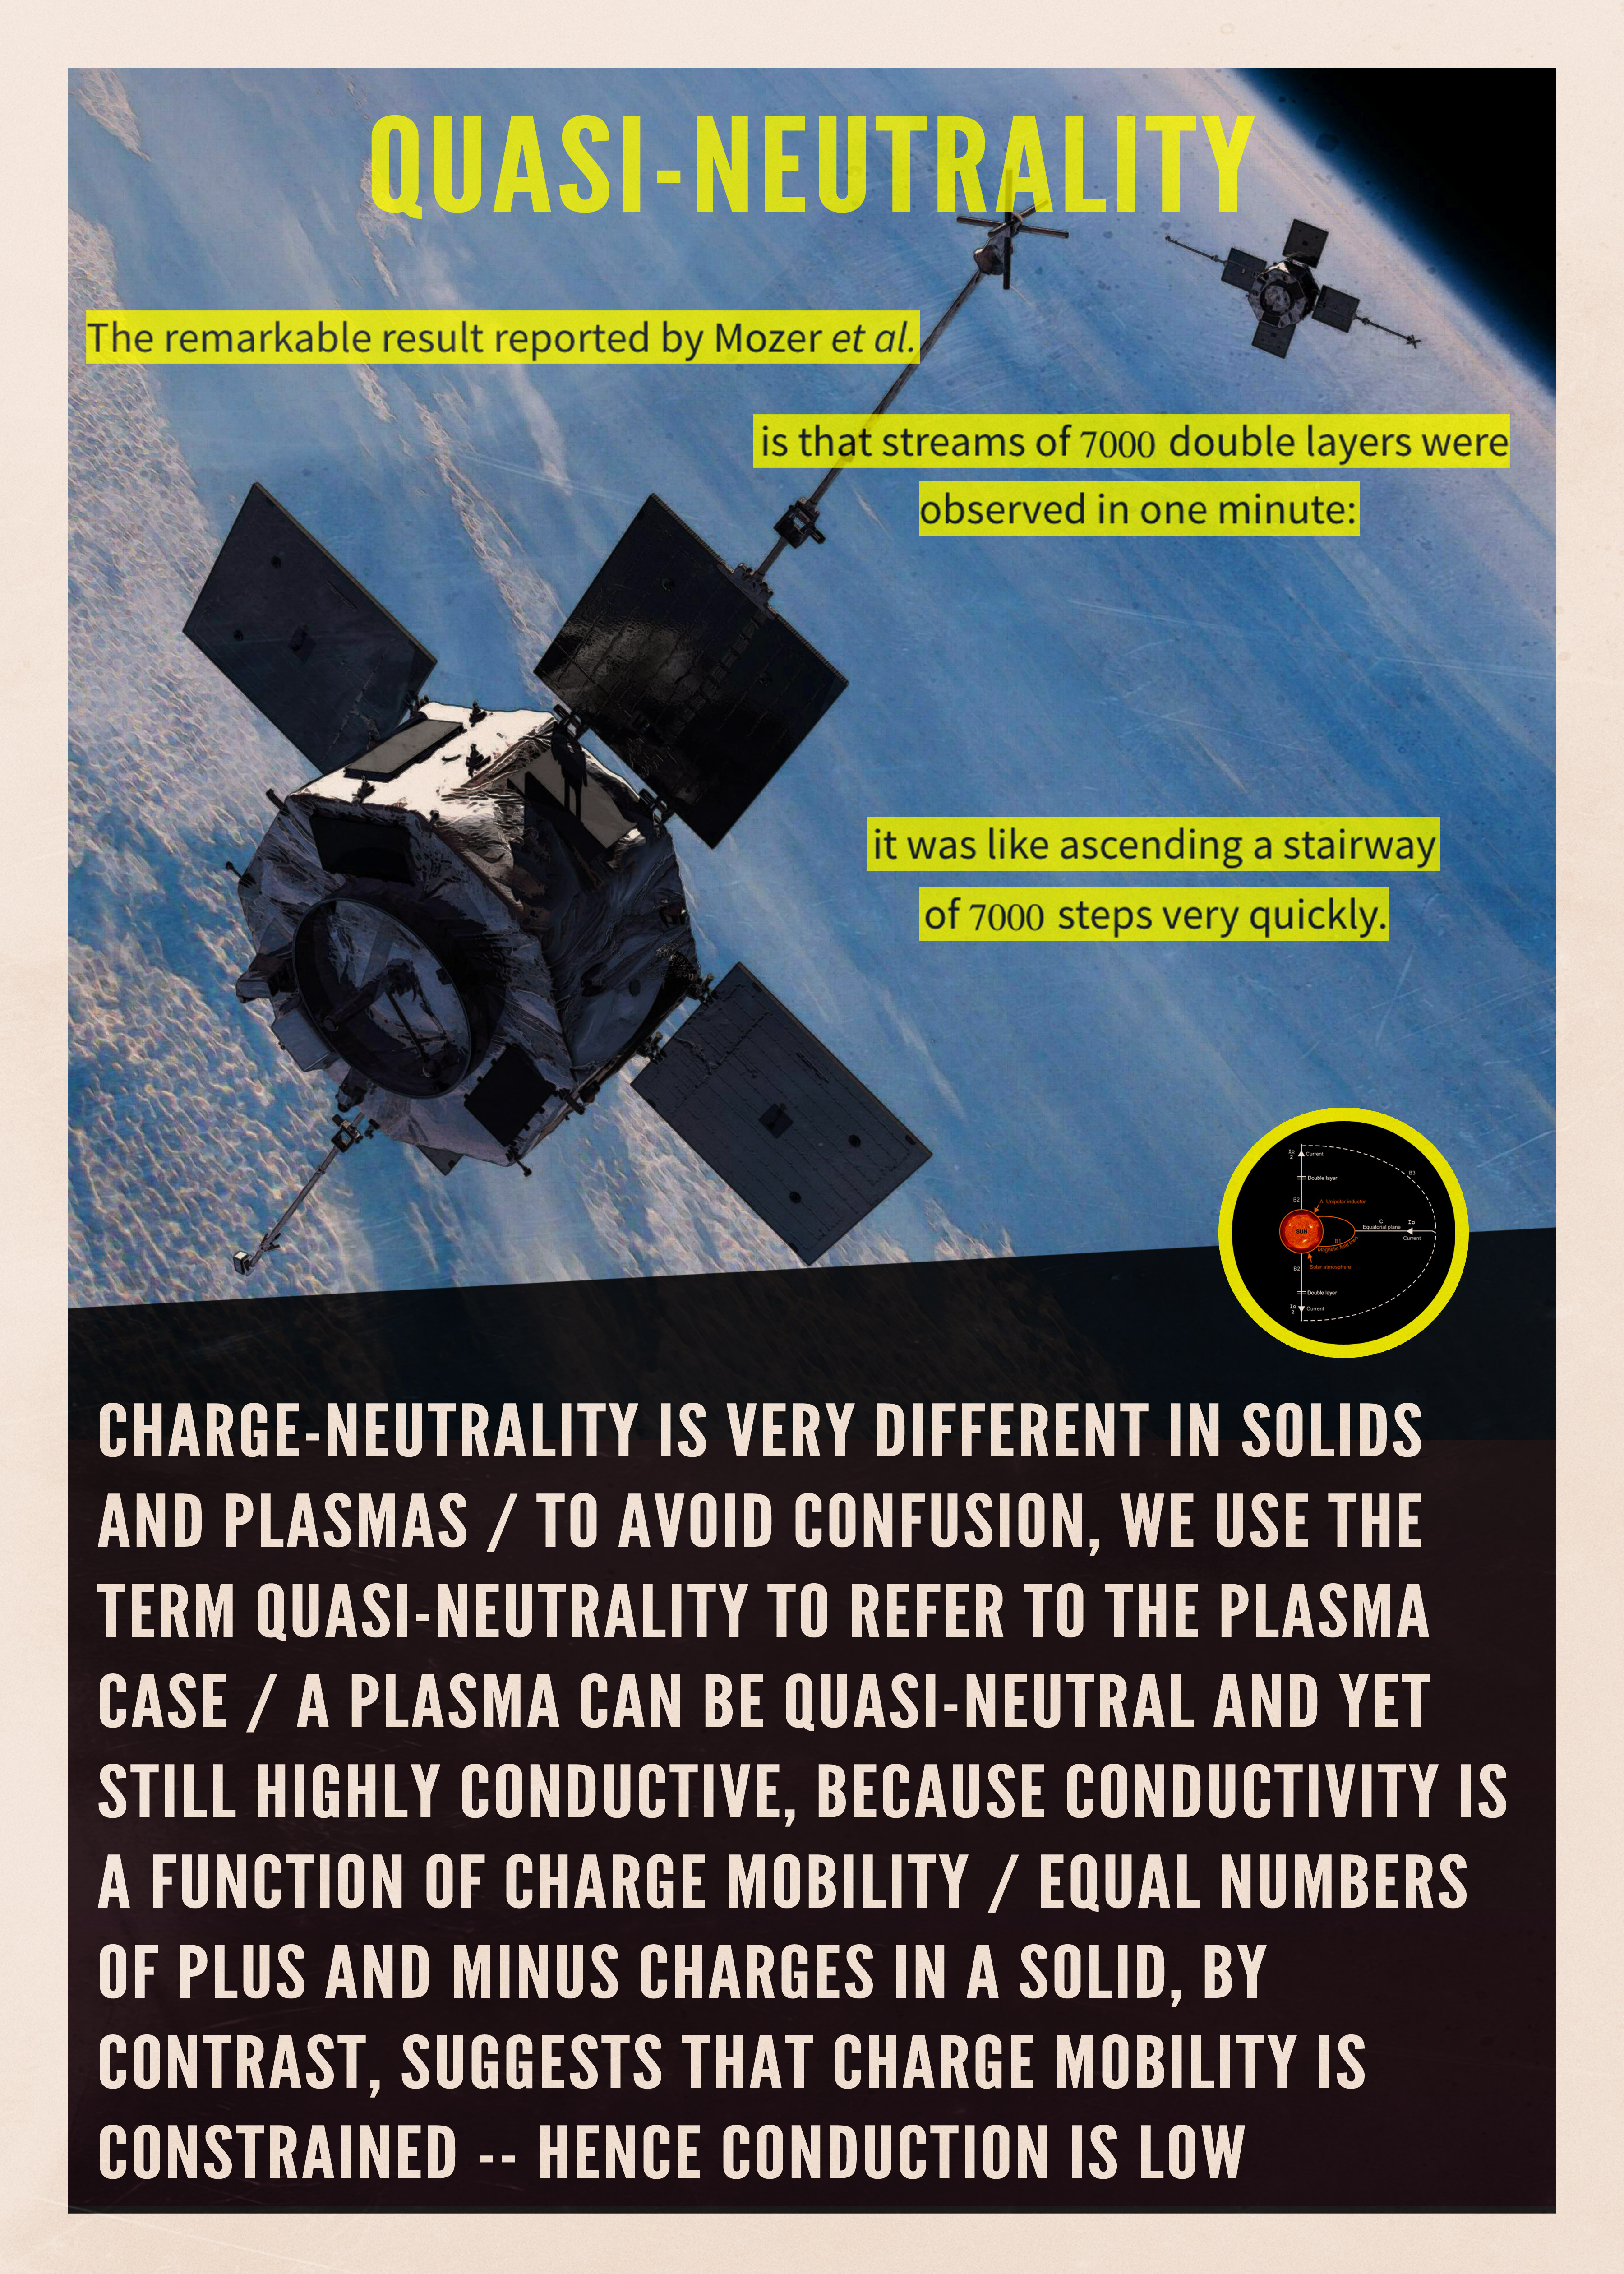 QUASI-NEUTRALITY
The remarkable result reported by Mozer et al.
is that streams of 7000 double layers were
observed in one minute:
it was like ascending a stairway
of 7000 steps very quickly.
Io
2
Current
Double layer
B2
B3
A Unipolar inductor
SUN
B1
Magnetic field lines
C
Equatorial plane
Io
Current
Solar atmosphere
B2
Double layer
Io
2
Current
CHARGE-NEUTRALITY IS VERY DIFFERENT IN SOLIDS
AND PLASMAS / TO AVOID CONFUSION, WE USE THE
TERM QUASI-NEUTRALITY TO REFER TO THE PLASMA
CASE / A PLASMA CAN BE QUASI-NEUTRAL AND YET
STILL HIGHLY CONDUCTIVE, BECAUSE CONDUCTIVITY IS
A FUNCTION OF CHARGE MOBILITY / EQUAL NUMBERS
OF PLUS AND MINUS CHARGES IN A SOLID, BY
CONTRAST, SUGGESTS THAT CHARGE MOBILITY IS
CONSTRAINED -- HENCE CONDUCTION IS LOW